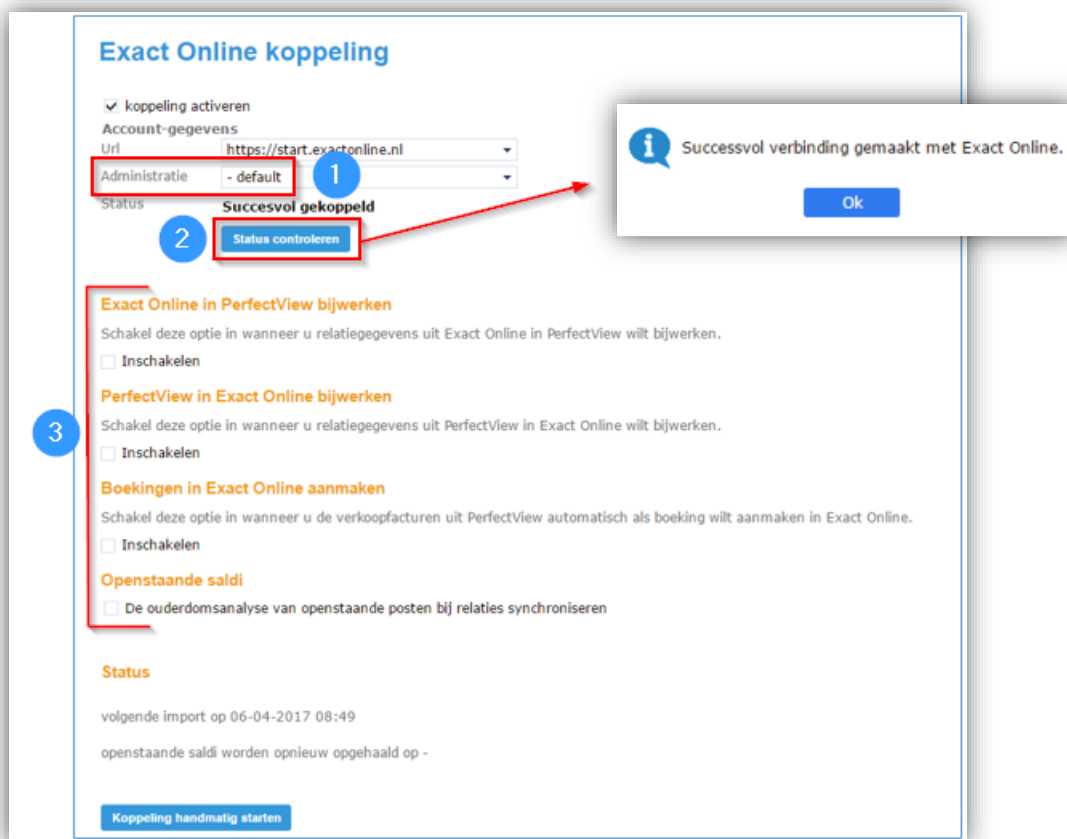 Exact Online koppeling
koppeling activeren
Account-gegevens
Url https://start.exactonline.nl
Administratie - default 1
Status Succesvol gekoppeld
2 Status controleren
Successvol verbinding gemaakt met Exact Online.
Ok
3
Exact Online in PerfectView bijwerken
Schakel deze optie in wanneer u relatiegegevens uit Exact Online in PerfectView wilt bijwerken.
Inschakelen
PerfectView in Exact Online bijwerken
Schakel deze optie in wanneer u relatiegegevens uit PerfectView in Exact Online wilt bijwerken.
Inschakelen
Boekingen in Exact Online aanmaken
Schakel deze optie in wanneer u de verkoopfacturen uit PerfectView automatisch als boeking wilt aanmaken in Exact Online.
Inschakelen
Openstaande saldi
De ouderdomsanalyse van openstaande posten bij relaties synchroniseren
Status
volgende import op 06-04-2017 08:49
openstaande saldi worden opnieuw opgehaald op -
Koppeling handmatig starten